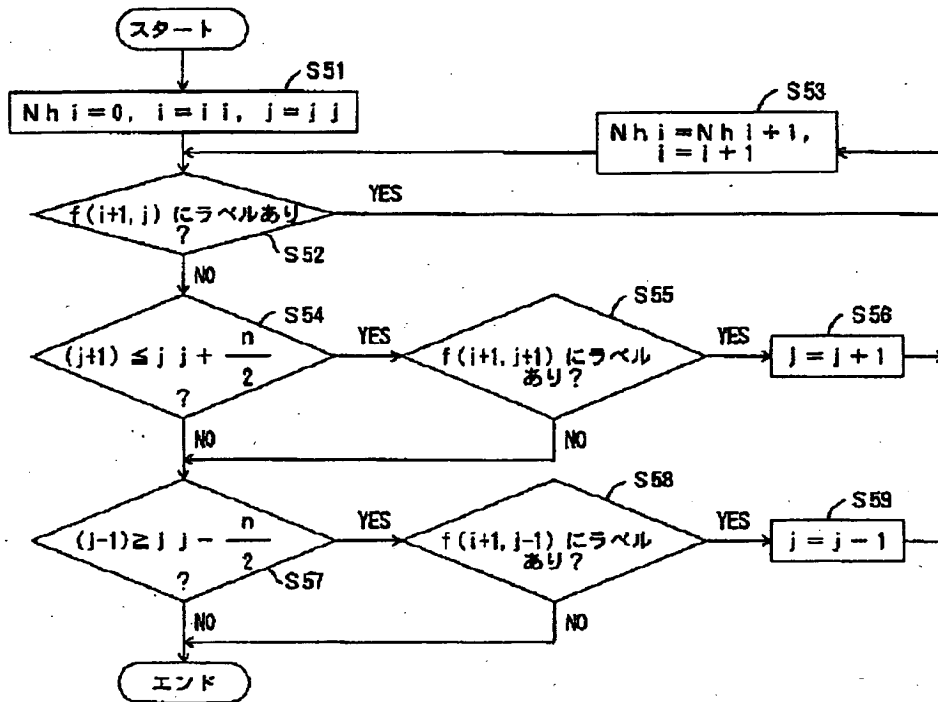 スタート
S51
Nhi=0, i=ii, j=jj
S53
Nhi=Nhi+1,
i=i+1
f(i+1,j)にラベルあり
?
YES
S52
NO
S54
(j+1)≦jj+n/2
?
YES
S55
f(i+1,j+1)にラベル
あり?
YES
S56
j=j+1
NO
NO
S57
(j-1)≧jj-n/2
?
YES
S58
f(i+1,j-1)にラベル
あり?
YES
S59
j=j-1
NO
NO
エンド